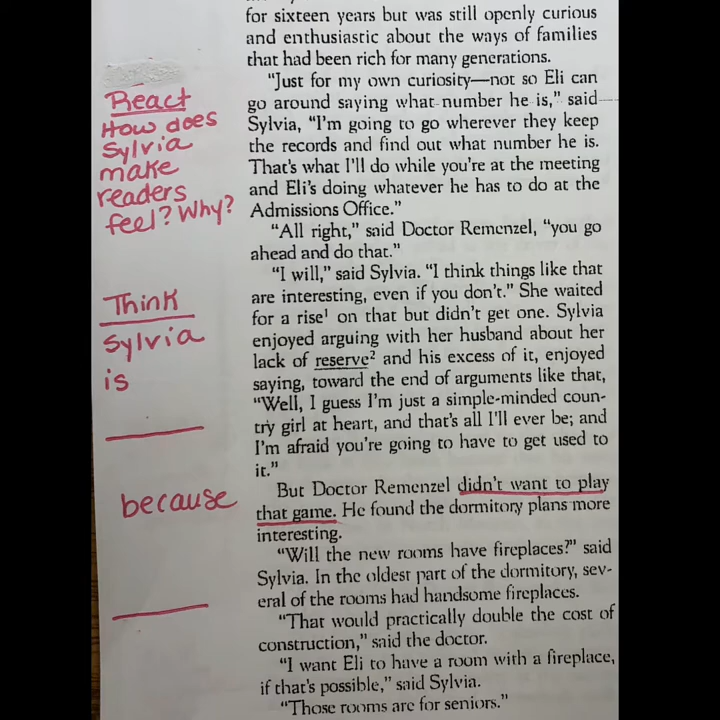 for sixteen years but was still openly curious
and enthusiastic about the ways of families
that had been rich for many generations.
"Just for my own curiosity—not so Eli can
go around saying what number he is," said
Sylvia, "I'm going to go wherever they keep
the records and find out what number he is.
That's what I'll do while you're at the meeting
and Eli's doing whatever he has to do at the
Admissions Office."
"All right," said Doctor Remenzel, "you go
ahead and do that."
"I will," said Sylvia. "I think things like that
are interesting, even if you don't." She waited
for a rise¹ on that but didn't get one. Sylvia
enjoyed arguing with her husband about her
lack of reserve² and his excess of it, enjoyed
saying, toward the end of arguments like that,
"Well, I guess I'm just a simple-minded coun-
try girl at heart, and that's all I'll ever be; and
I'm afraid you're going to have to get used to
it."
But Doctor Remenzel didn't want to play
that game. He found the dormitory plans more
interesting.
"Will the new rooms have fireplaces?" said
Sylvia. In the oldest part of the dormitory, sev-
eral of the rooms had handsome fireplaces.
"That would practically double the cost of
construction," said the doctor.
"I want Eli to have a room with a fireplace,
if that's possible," said Sylvia.
"Those rooms are for seniors."
React
How does
Sylvia
make
readers
feel? Why?
Think
Sylvia
is
because